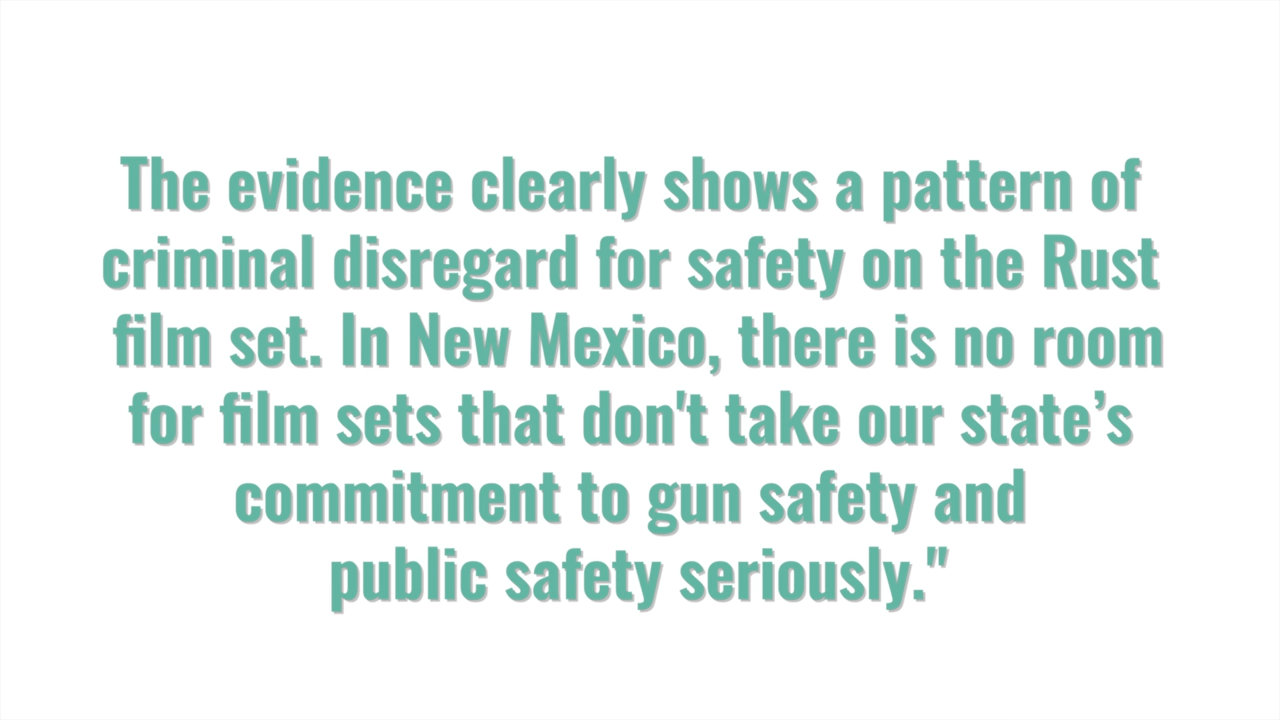 The evidence clearly shows a pattern of
criminal disregard for safety on the Rust
film set. In New Mexico, there is no room
for film sets that don't take our state’s
commitment to gun safety and
public safety seriously."